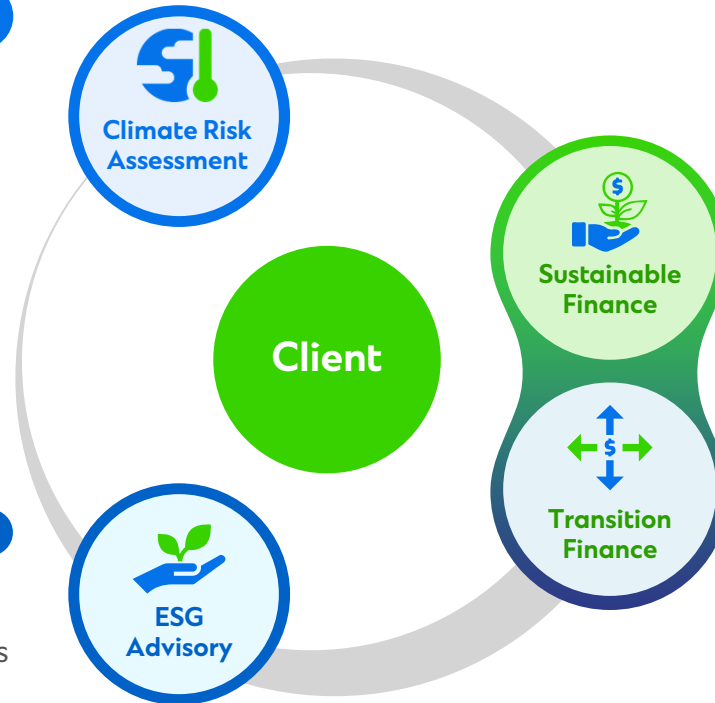 Climate Risk
Assessment
$
Sustainable
Finance
Client
$
Transition
Finance
ESG
Advisory
s